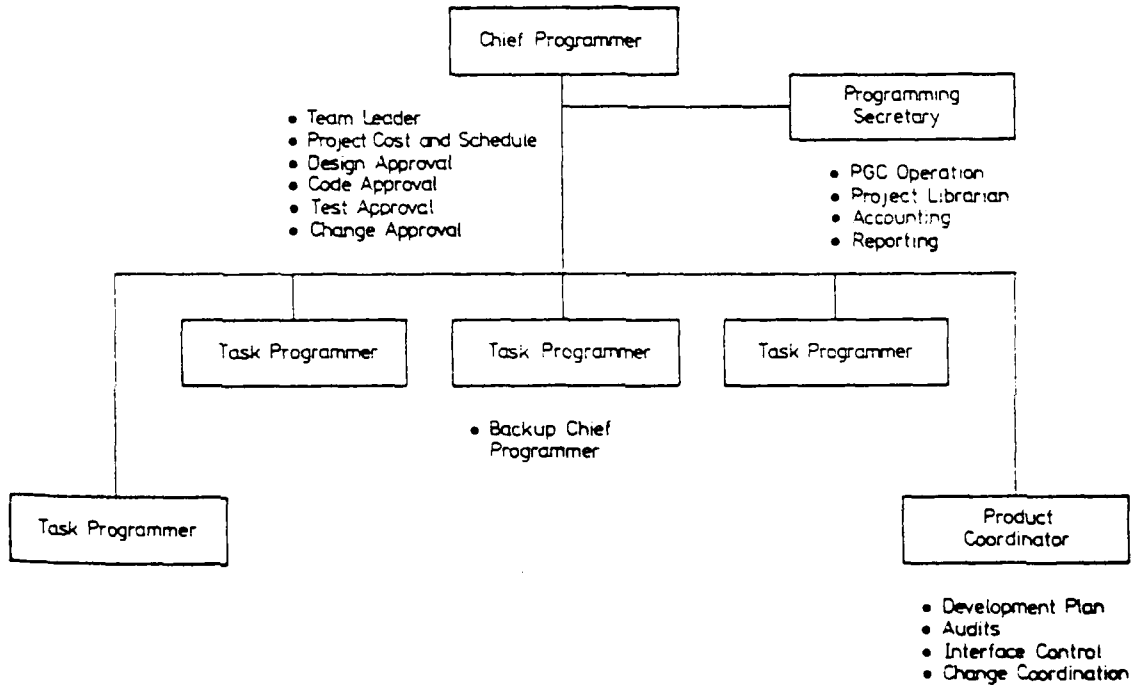 Chief Programmer
Programming
Secretary
• Team Leader
• Project Cost and Schedule
• Design Approval
• Code Approval
• Test Approval
• Change Approval
• PGC Operation
• Project Librarian
• Accounting
• Reporting
Task Programmer
Task Programmer
Task Programmer
• Backup Chief
Programmer
Task Programmer
Product
Coordinator
• Development Plan
• Audits
• Interface Control
• Change Coordination